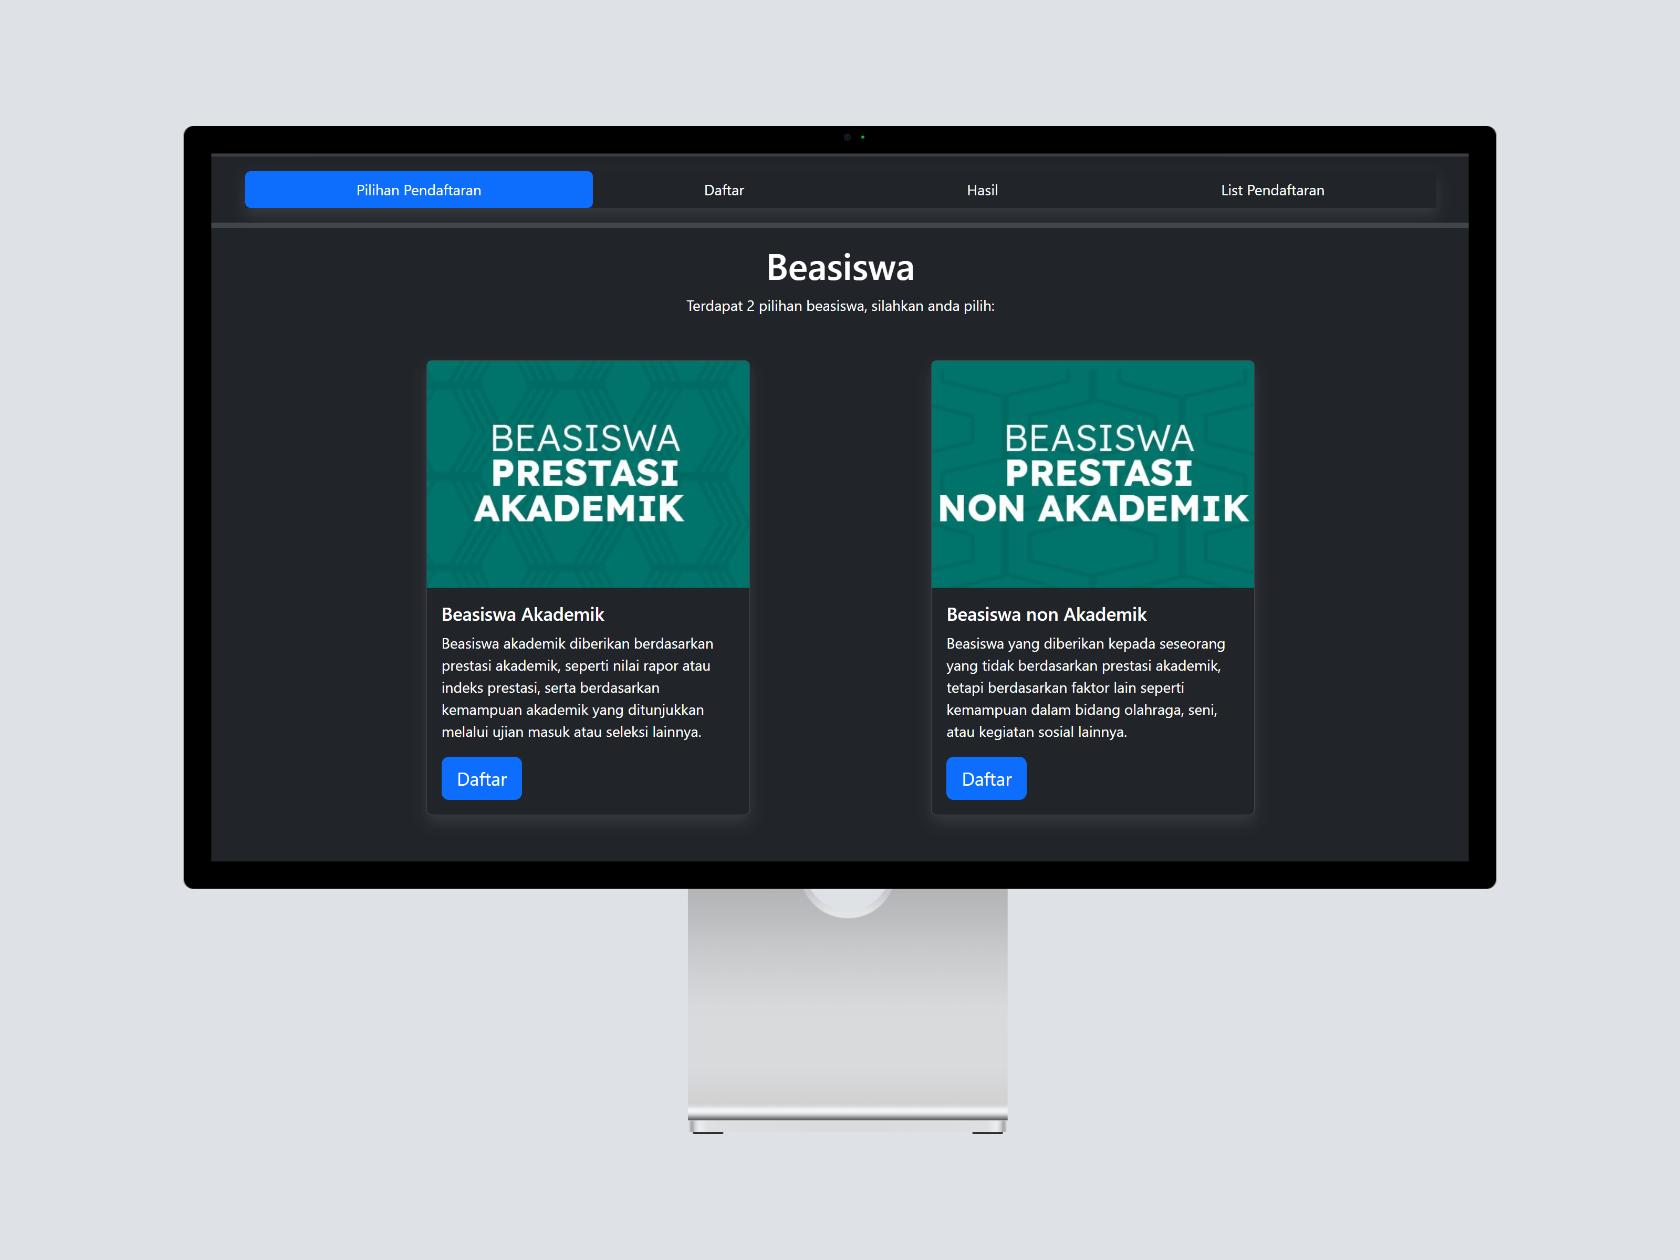 Pilihan Pendaftaran
Daftar
Hasil
List Pendaftaran
Beasiswa
Terdapat 2 pilihan beasiswa, silahkan anda pilih:
BEASISWA
PRESTASI
AKADEMIK
Beasiswa Akademik
Beasiswa akademik diberikan berdasarkan
prestasi akademik, seperti nilai rapor atau
indeks prestasi, serta berdasarkan
kemampuan akademik yang ditunjukkan
melalui ujian masuk atau seleksi lainnya.
Daftar
BEASISWA
PRESTASI
NON AKADEMIK
Beasiswa non Akademik
Beasiswa yang diberikan kepada seseorang
yang tidak berdasarkan prestasi akademik,
tetapi berdasarkan faktor lain seperti
kemampuan dalam bidang olahraga, seni,
atau kegiatan sosial lainnya.
Daftar